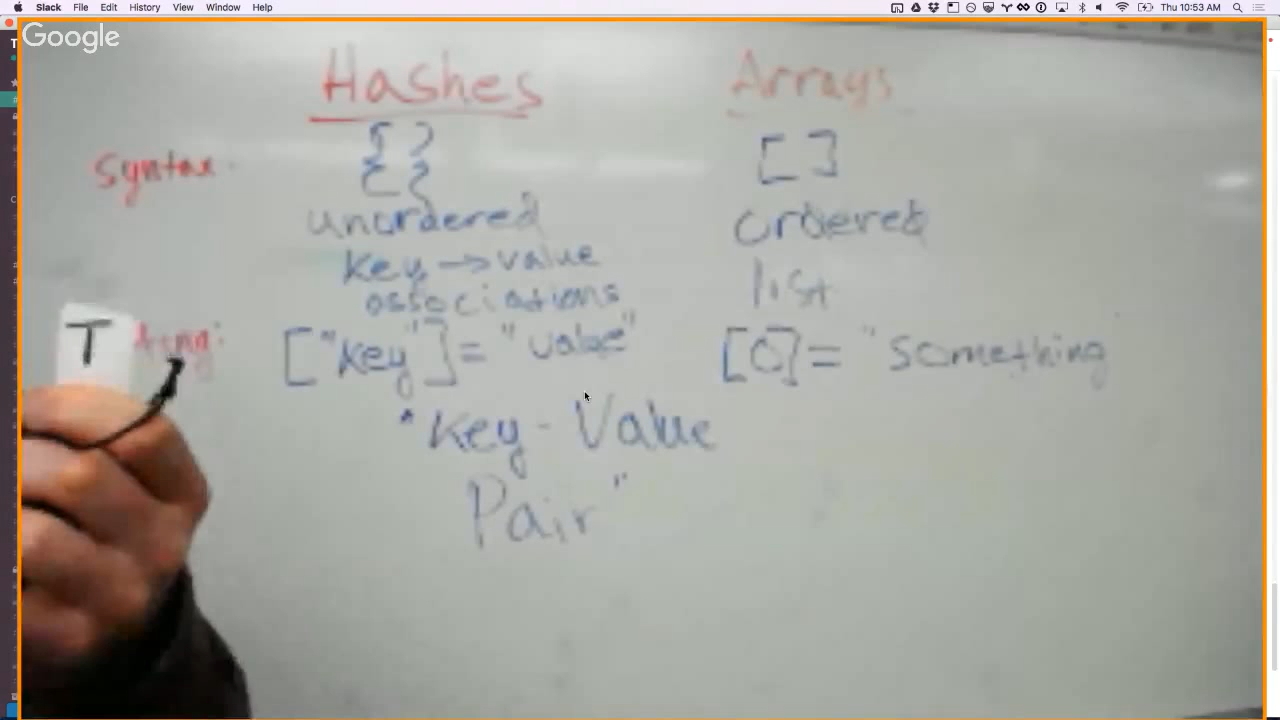 Slack File Edit History View Window Help Thu 10:53 AM
Google
Hashes Arrays
Syntax: { } [ ]
unordered ordered
key → value list
associations
T
["key"] = "value" [0] = "something"
"Key - Value
Pair"